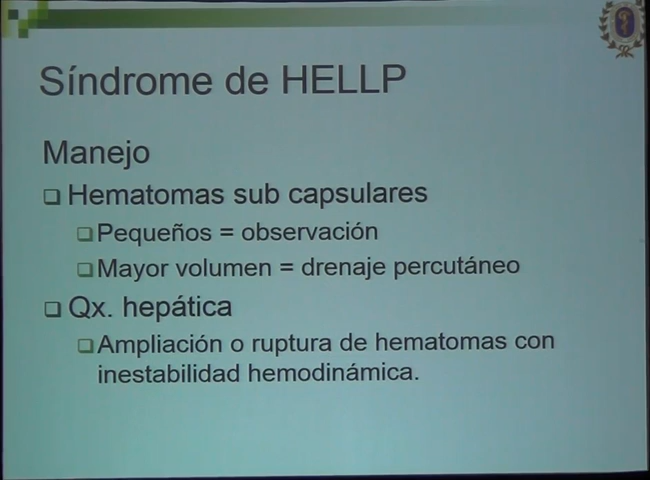 Síndrome de HELLP
Manejo
Hematomas sub capsulares
Pequeños = observación
Mayor volumen = drenaje percutáneo
Qx. hepática
Ampliación o ruptura de hematomas con
inestabilidad hemodinámica.